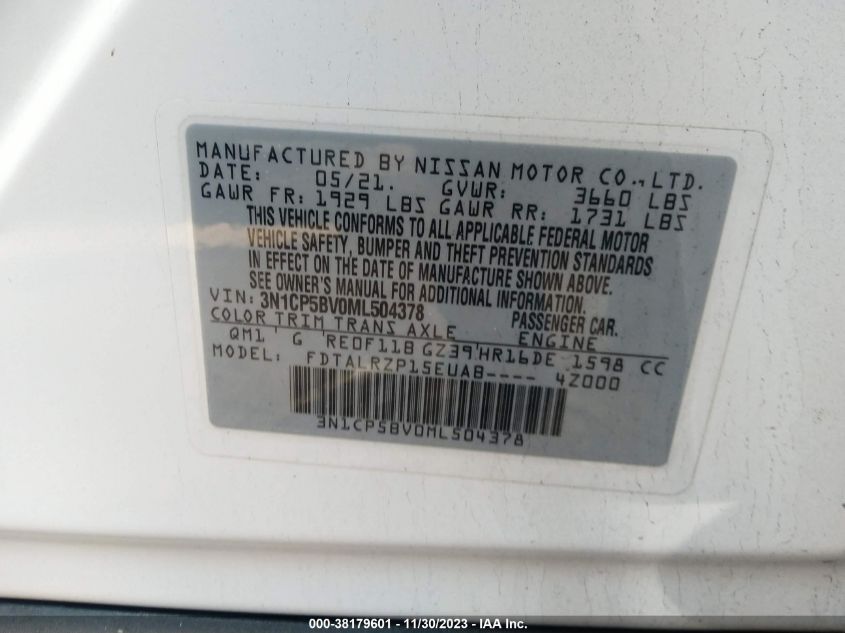 MANUFACTURED BY NISSAN MOTOR CO., LTD.
DATE: 05/21. GVWR: 3660 LBS
GAWR FR: 1929 LBS GAWR RR: 1731 LBS
THIS VEHICLE CONFORMS TO ALL APPLICABLE FEDERAL MOTOR
VEHICLE SAFETY, BUMPER AND THEFT PREVENTION STANDARDS
IN EFFECT ON THE DATE OF MANUFACTURE SHOWN ABOVE.
SEE OWNER'S MANUAL FOR ADDITIONAL INFORMATION.
VIN: 3N1CP5BV0ML504378 PASSENGER CAR.
COLOR TRIM TRANS AXLE ENGINE
QM1 ' G ' RE0F11B GZ39'HR16DE 1598 CC
MODEL: FDTALRZP15EUAB---- 4Z000
3N1CP5BV0ML504378
000-38179601 - 11/30/2023 - IAA Inc.